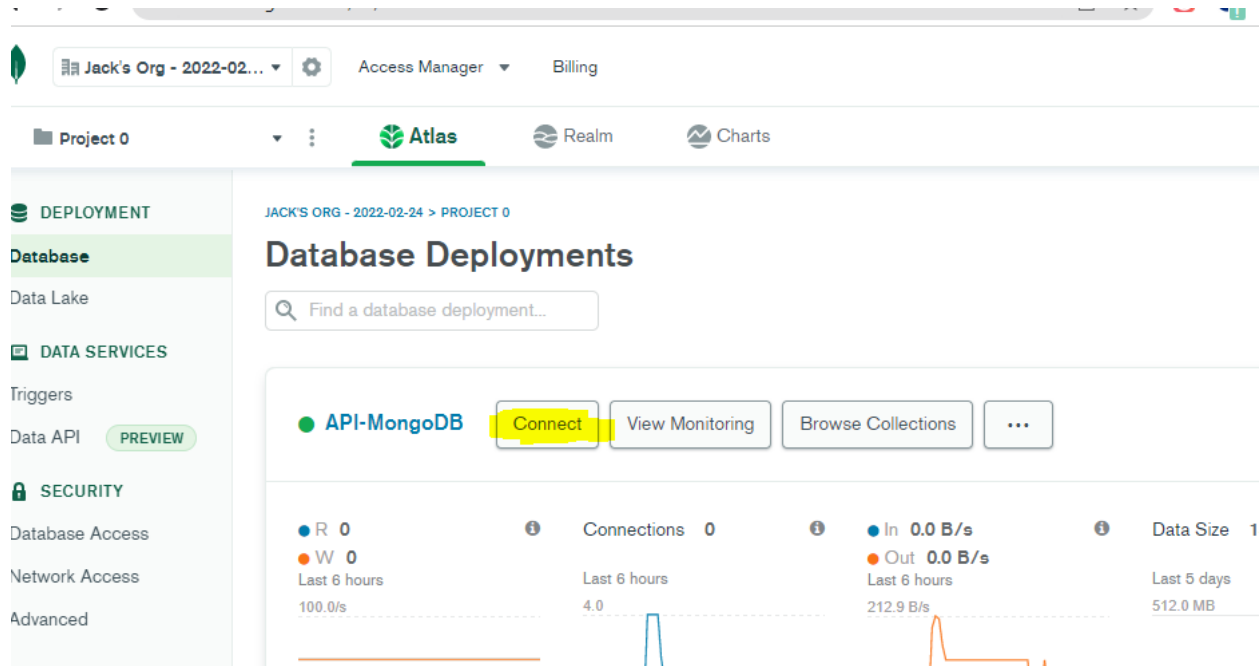 Jack's Org - 2022-02... Access Manager Billing
Project 0 Atlas Realm Charts
DEPLOYMENT
Database
Data Lake
DATA SERVICES
Triggers
Data API PREVIEW
SECURITY
Database Access
Network Access
Advanced
JACK'S ORG - 2022-02-24 > PROJECT 0
Database Deployments
Find a database deployment...
API-MongoDB Connect View Monitoring Browse Collections ...
R 0
W 0
Last 6 hours
100.0/s
Connections 0
Last 6 hours
4.0
In 0.0 B/s
Out 0.0 B/s
Last 6 hours
212.9 B/s
Data Size 1
Last 5 days
512.0 MB